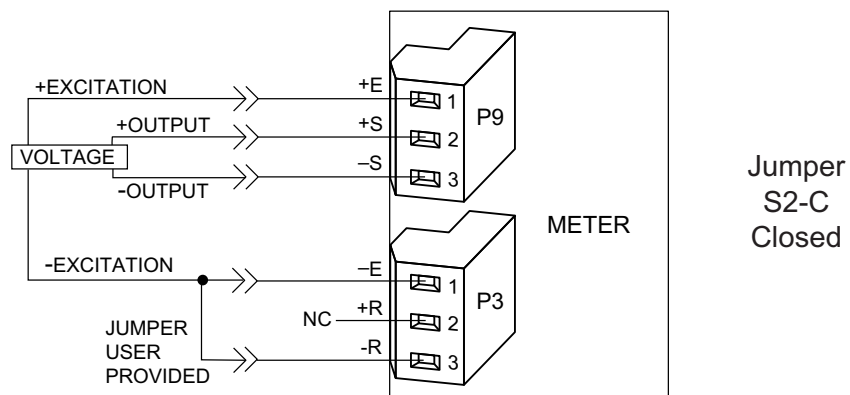 +EXCITATION
+E
1
+OUTPUT
+S
2
P9
VOLTAGE
–S
3
-OUTPUT
METER
Jumper
S2-C
Closed
-EXCITATION
–E
1
NC
+R
2
P3
JUMPER
USER
PROVIDED
-R
3